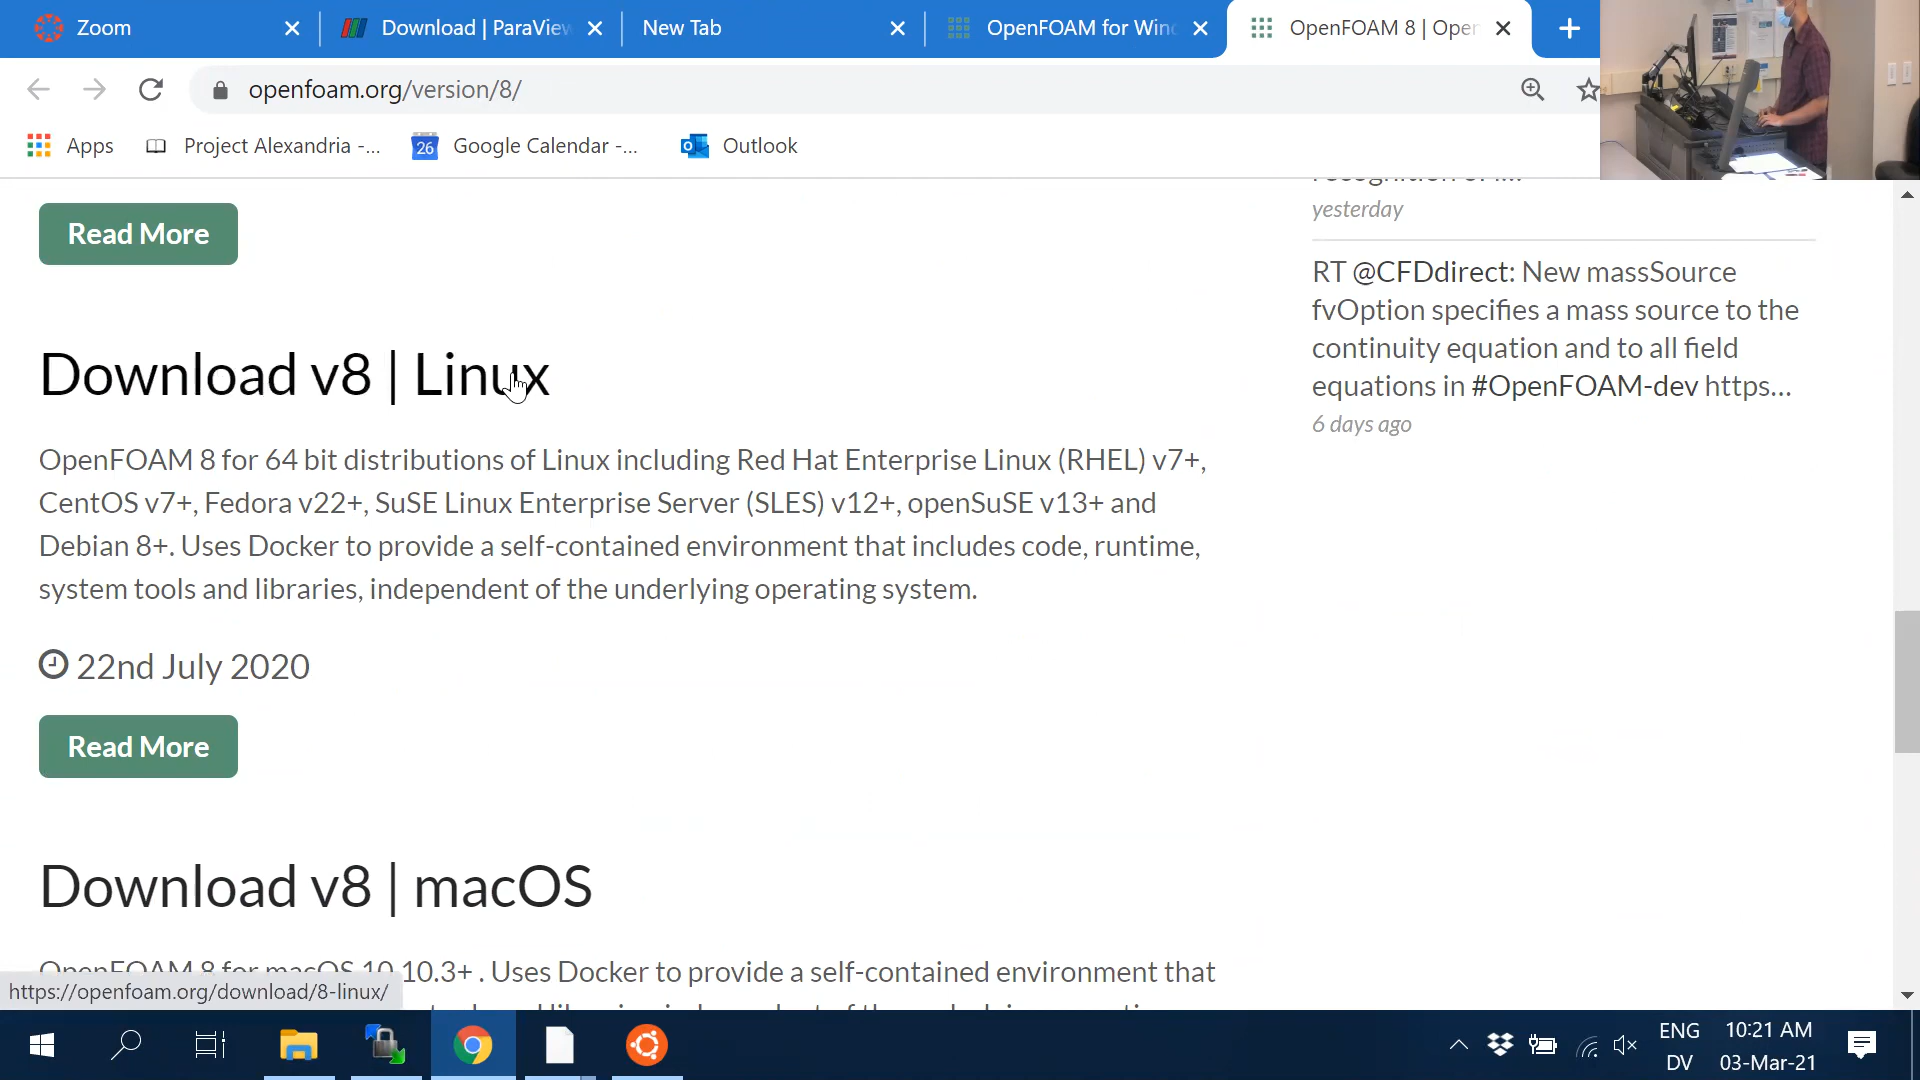 Zoom
Download | ParaView
New Tab
OpenFOAM for Wind
OpenFOAM 8 | Open
openfoam.org/version/8/
Apps
Project Alexandria -...
26
Google Calendar -...
Outlook
Read More
yesterday
RT @CFDdirect: New massSource
fvOption specifies a mass source to the
continuity equation and to all field
equations in #OpenFOAM-dev https...
6 days ago
Download v8 | Linux
OpenFOAM 8 for 64 bit distributions of Linux including Red Hat Enterprise Linux (RHEL) v7+,
CentOS v7+, Fedora v22+, SuSE Linux Enterprise Server (SLES) v12+, openSuSE v13+ and
Debian 8+. Uses Docker to provide a self-contained environment that includes code, runtime,
system tools and libraries, independent of the underlying operating system.
22nd July 2020
Read More
Download v8 | macOS
OpenFOAM 8 for macOS 10.10.3+ . Uses Docker to provide a self-contained environment that
https://openfoam.org/download/8-linux/
ENG
DV
10:21 AM
03-Mar-21